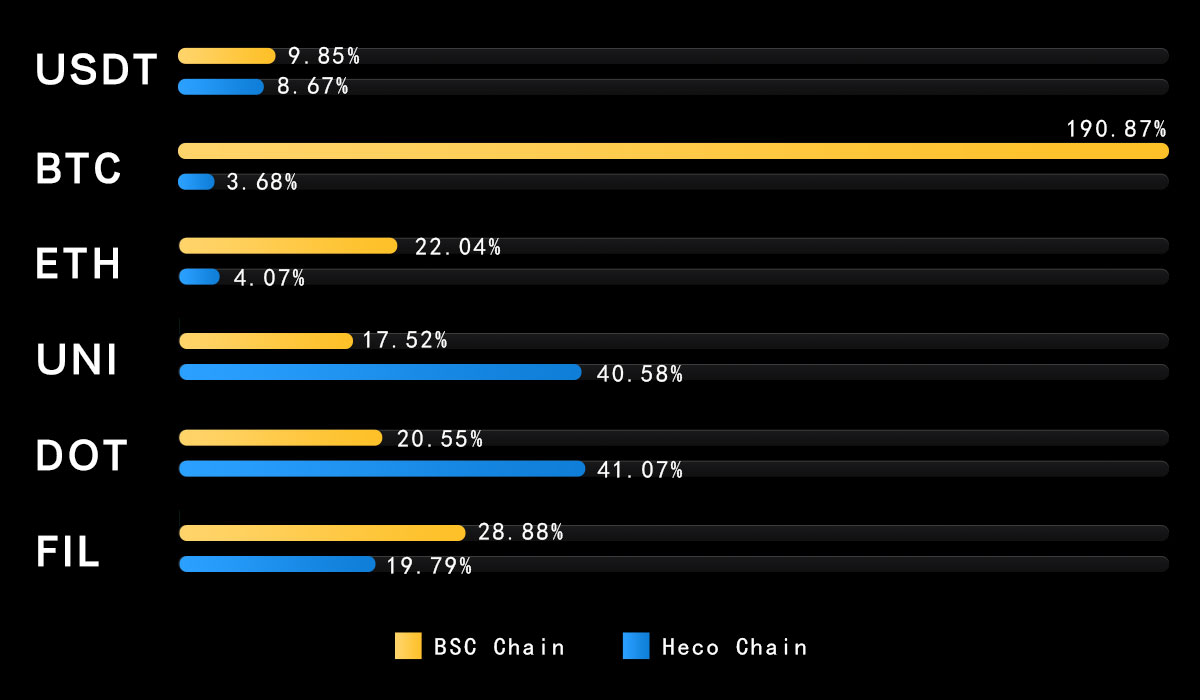 USDT
9.85%
8.67%
190.87%
BTC
3.68%
ETH
22.04%
4.07%
UNI
17.52%
40.58%
DOT
20.55%
41.07%
FIL
28.88%
19.79%
BSC Chain Heco Chain